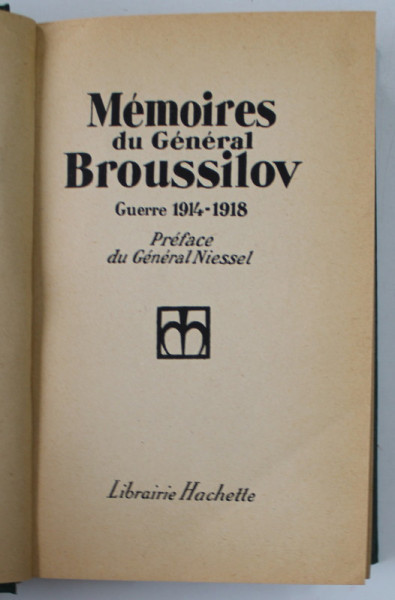 Mémoires
du Général
Broussilov
Guerre 1914-1918
Préface
du Général Niessel
Librairie Hachette